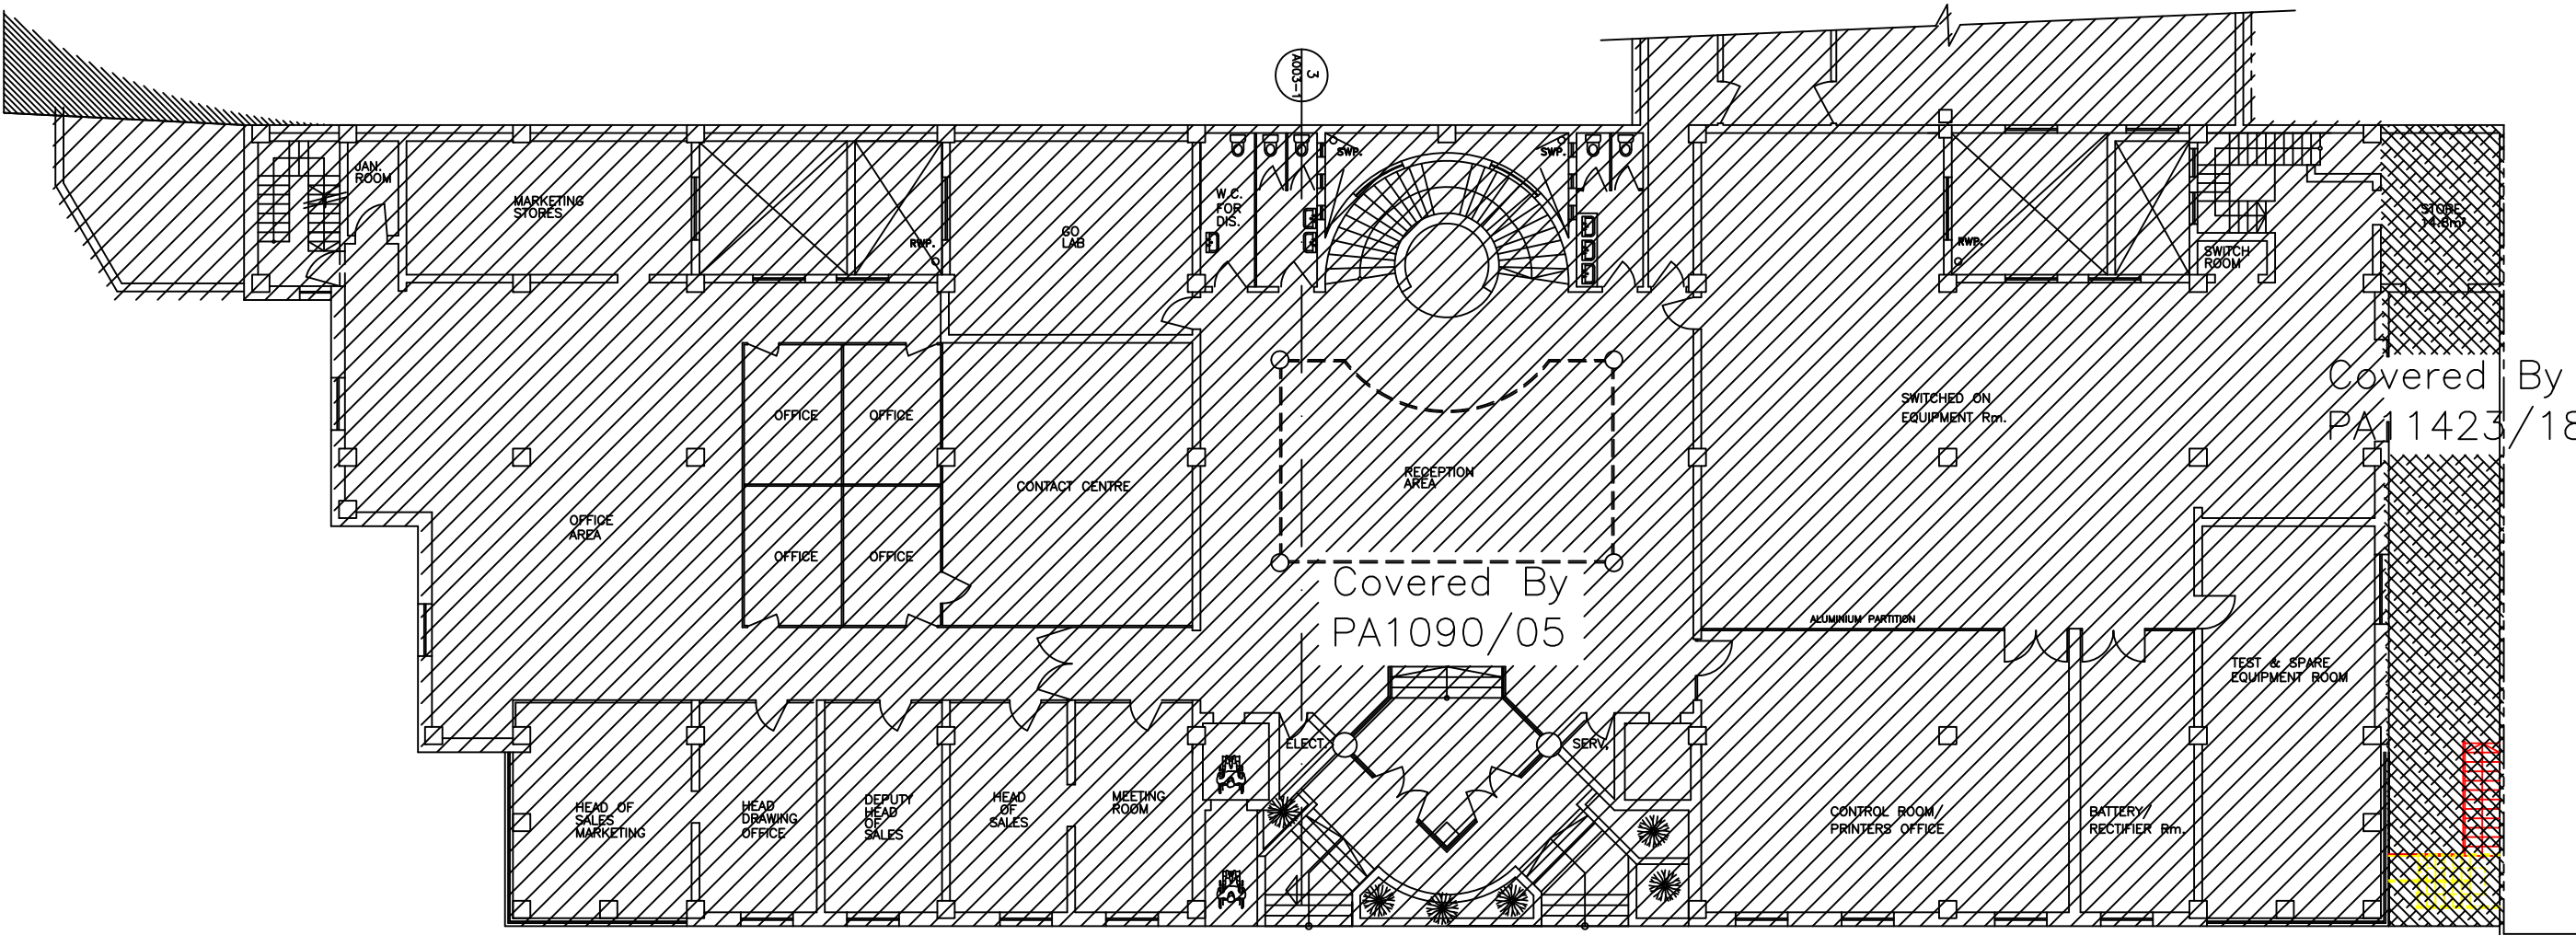 3
A003-1
JAN.
ROOM
MARKETING
STORES
RWP.
GO
LAB
W.C.
FOR
DIS.
SWP.
SWP.
RWP.
SWITCH
ROOM
STORE
14.8m²
Covered By
PA11423/18
SWITCHED ON
EQUIPMENT Rm.
OFFICE
OFFICE
OFFICE
OFFICE
CONTACT CENTRE
OFFICE
AREA
RECEPTION
AREA
Covered By
PA1090/05
ALUMINIUM PARTITION
TEST & SPARE
EQUIPMENT ROOM
ELECT.
SERV.
HEAD OF
SALES
MARKETING
HEAD
DRAWING
OFFICE
DEPUTY
HEAD
OF
SALES
HEAD
OF
SALES
MEETING
ROOM
CONTROL ROOM/
PRINTERS OFFICE
BATTERY/
RECTIFIER Rm.